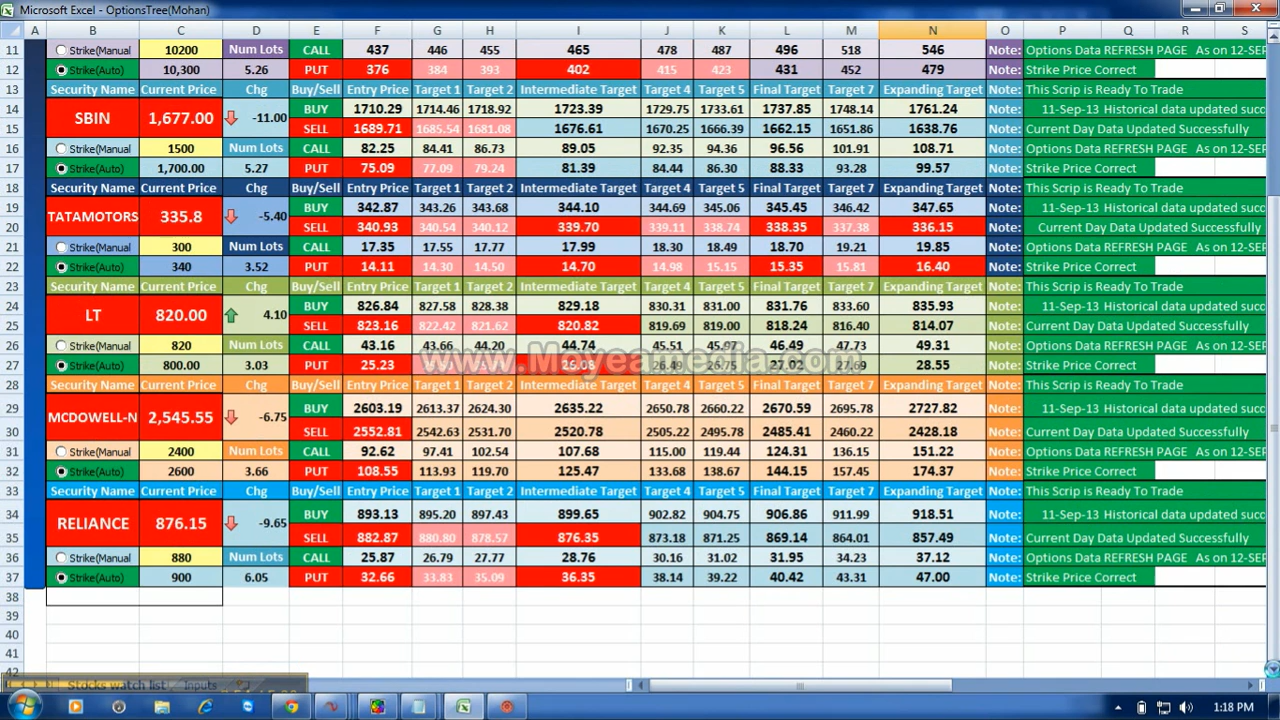 Microsoft Excel - OptionsTree(Mohan)
A B C D E F G H I J K L M N O P Q R S
11 Strike(Manual 10200 Num Lots CALL 437 446 455 465 478 487 496 518 546 Note: Options Data REFRESH PAGE As on 12-SEP
12 Strike(Auto) 10,300 5.26 PUT 376 384 393 402 415 423 431 452 479 Note: Strike Price Correct
13 Security Name Current Price Chg Buy/Sell Entry Price Target 1 Target 2 Intermediate Target Target 4 Target 5 Final Target Target 7 Expanding Target Note: This Scrip is Ready To Trade
14 BUY 1710.29 1714.46 1718.92 1723.39 1729.75 1733.61 1737.85 1748.14 1761.24 Note: 11-Sep-13 Historical data updated succ
SBIN 1,677.00 -11.00
15 SELL 1689.71 1685.54 1681.08 1676.61 1670.25 1666.39 1662.15 1651.86 1638.76 Note: Current Day Data Updated Successfully
16 Strike(Manual 1500 Num Lots CALL 82.25 84.41 86.73 89.05 92.35 94.36 96.56 101.91 108.71 Note: Options Data REFRESH PAGE As on 12-SEP
17 Strike(Auto) 1,700.00 5.27 PUT 75.09 77.09 79.24 81.39 84.44 86.30 88.33 93.28 99.57 Note: Strike Price Correct
18 Security Name Current Price Chg Buy/Sell Entry Price Target 1 Target 2 Intermediate Target Target 4 Target 5 Final Target Target 7 Expanding Target Note: This Scrip is Ready To Trade
19 BUY 342.87 343.26 343.68 344.10 344.69 345.06 345.45 346.42 347.65 Note: 11-Sep-13 Historical data updated succ
TATAMOTORS 335.8 -5.40
20 SELL 340.93 340.54 340.12 339.70 339.11 338.74 338.35 337.38 336.15 Note: Current Day Data Updated Successfully
21 Strike(Manual 300 Num Lots CALL 17.35 17.55 17.77 17.99 18.30 18.49 18.70 19.21 19.85 Note: Options Data REFRESH PAGE As on 12-SEP
22 Strike(Auto) 340 3.52 PUT 14.11 14.30 14.50 14.70 14.98 15.15 15.35 15.81 16.40 Note: Strike Price Correct
23 Security Name Current Price Chg Buy/Sell Entry Price Target 1 Target 2 Intermediate Target Target 4 Target 5 Final Target Target 7 Expanding Target Note: This Scrip is Ready To Trade
24 BUY 826.84 827.58 828.38 829.18 830.31 831.00 831.76 833.60 835.93 Note: 11-Sep-13 Historical data updated succ
LT 820.00 4.10
25 SELL 823.16 822.42 821.62 820.82 819.69 819.00 818.24 816.40 814.07 Note: Current Day Data Updated Successfully
26 Strike(Manual 820 Num Lots CALL 43.16 43.66 44.20 44.74 45.51 45.97 46.49 47.73 49.31 Note: Options Data REFRESH PAGE As on 12-SEP
www.Mayeamedia.com
27 Strike(Auto) 800.00 3.03 PUT 25.23 26.08 26.49 26.75 27.02 27.69 28.55 Note: Strike Price Correct
28 Security Name Current Price Chg Buy/Sell Entry Price Target 1 Target 2 Intermediate Target Target 4 Target 5 Final Target Target 7 Expanding Target Note: This Scrip is Ready To Trade
29 BUY 2603.19 2613.37 2624.30 2635.22 2650.78 2660.22 2670.59 2695.78 2727.82 Note: 11-Sep-13 Historical data updated succ
MCDOWELL-N 2,545.55 -6.75
30 SELL 2552.81 2542.63 2531.70 2520.78 2505.22 2495.78 2485.41 2460.22 2428.18 Note: Current Day Data Updated Successfully
31 Strike(Manual 2400 Num Lots CALL 92.62 97.41 102.54 107.68 115.00 119.44 124.31 136.15 151.22 Note: Options Data REFRESH PAGE As on 12-SEP
32 Strike(Auto) 2600 3.66 PUT 108.55 113.93 119.70 125.47 133.68 138.67 144.15 157.45 174.37 Note: Strike Price Correct
33 Security Name Current Price Chg Buy/Sell Entry Price Target 1 Target 2 Intermediate Target Target 4 Target 5 Final Target Target 7 Expanding Target Note: This Scrip is Ready To Trade
34 BUY 893.13 895.20 897.43 899.65 902.82 904.75 906.86 911.99 918.51 Note: 11-Sep-13 Historical data updated succ
RELIANCE 876.15 -9.65
35 SELL 882.87 880.80 878.57 876.35 873.18 871.25 869.14 864.01 857.49 Note: Current Day Data Updated Successfully
36 Strike(Manual 880 Num Lots CALL 25.87 26.79 27.77 28.76 30.16 31.02 31.95 34.23 37.12 Note: Options Data REFRESH PAGE As on 12-SEP
37 Strike(Auto) 900 6.05 PUT 32.66 33.83 35.09 36.35 38.14 39.22 40.42 43.31 47.00 Note: Strike Price Correct
38
39
40
41
42
Stocks watch list Inputs
1:18 PM